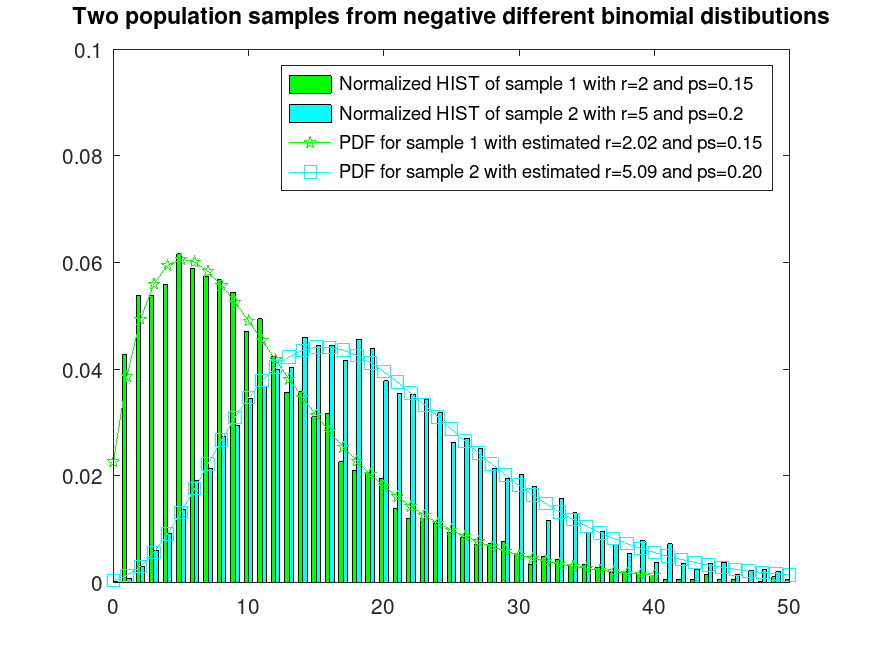 Two population samples from negative different binomial distibutions
0.1
0.08
0.06
0.04
0.02
0
Normalized HIST of sample 1 with r=2 and ps=0.15
Normalized HIST of sample 2 with r=5 and ps=0.2
PDF for sample 1 with estimated r=2.02 and ps=0.15
PDF for sample 2 with estimated r=5.09 and ps=0.20
0 10 20 30 40 50